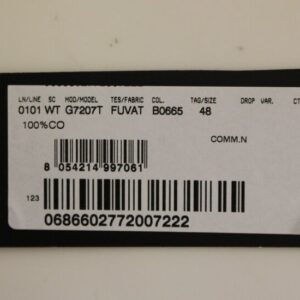 LN/LINE SC MOD/MODEL TES/FABRIC COL. TAG/SIZE DROP VAR. CT
0101 WT G7207T FUVAT B0665 48
100%CO
COMM.N
8 054214 997061
123
0686602772007222